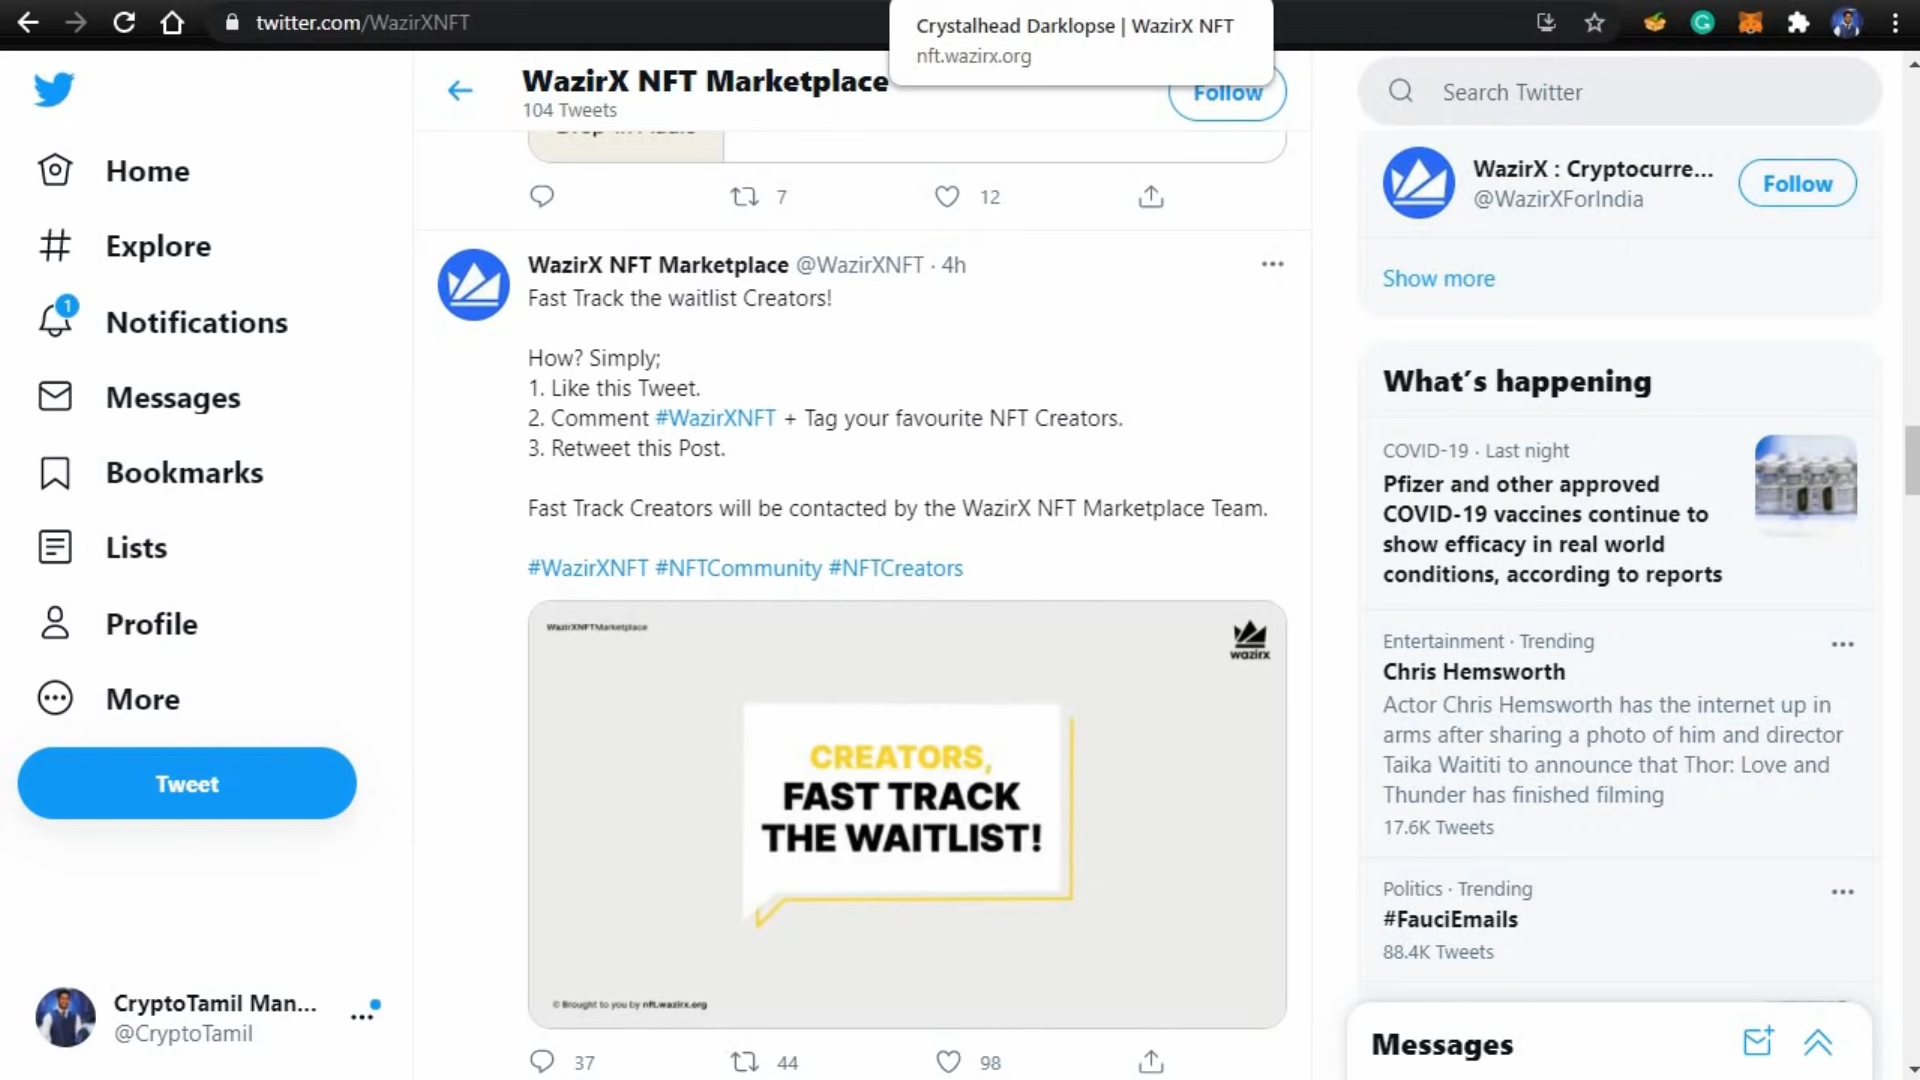 twitter.com/WazirXNFT
Crystalhead Darklopse | WazirX NFT
nft.wazirx.org
Home
Explore
1
Notifications
Messages
Bookmarks
Lists
Profile
More
Tweet
CryptoTamil Man...
@CryptoTamil
WazirX NFT Marketplace
104 Tweets
Follow
7
12
WazirX NFT Marketplace @WazirXNFT · 4h
Fast Track the waitlist Creators!
How? Simply;
1. Like this Tweet.
2. Comment #WazirXNFT + Tag your favourite NFT Creators.
3. Retweet this Post.
Fast Track Creators will be contacted by the WazirX NFT Marketplace Team.
#WazirXNFT #NFTCommunity #NFTCreators
WazirXNFTMarketplace
wazirx
CREATORS,
FAST TRACK
THE WAITLIST!
© Brought to you by nft.wazirx.org
37
44
98
Search Twitter
WazirX : Cryptocurre...
@WazirXForIndia
Follow
Show more
What's happening
COVID-19 · Last night
Pfizer and other approved
COVID-19 vaccines continue to
show efficacy in real world
conditions, according to reports
Entertainment · Trending
Chris Hemsworth
Actor Chris Hemsworth has the internet up in
arms after sharing a photo of him and director
Taika Waititi to announce that Thor: Love and
Thunder has finished filming
17.6K Tweets
Politics · Trending
#FauciEmails
88.4K Tweets
Messages